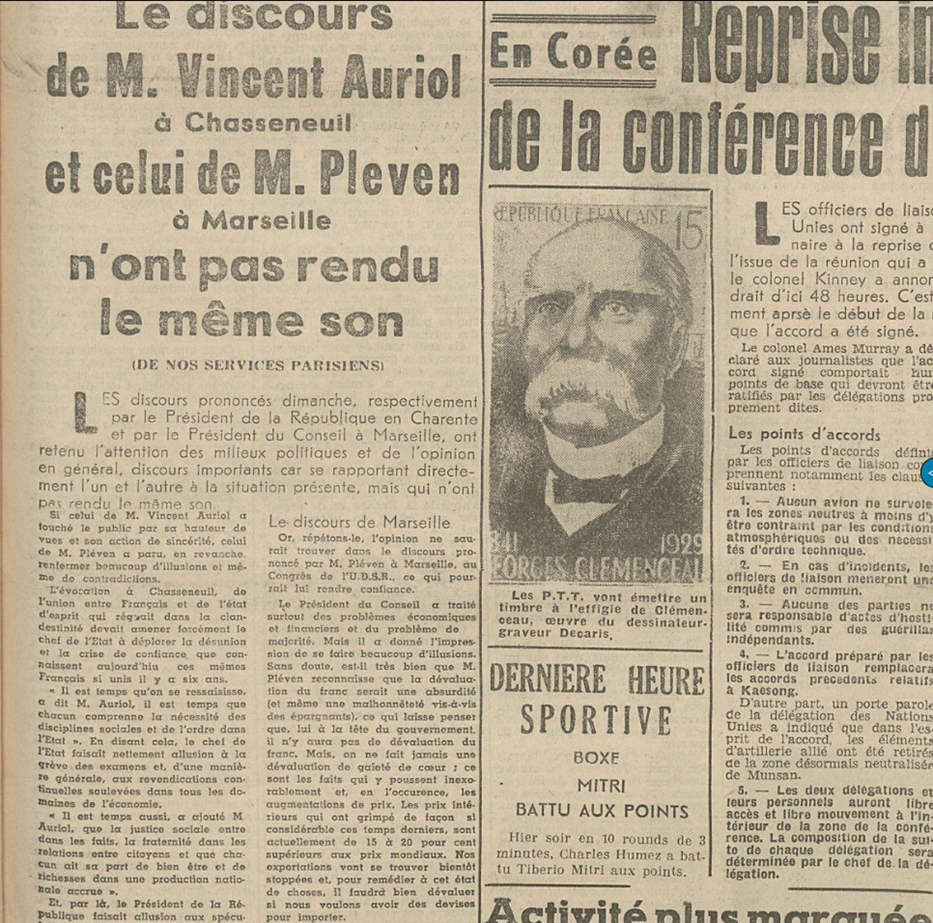 Le discours
de M. Vincent Auriol
à Chasseneuil
et celui de M. Pleven
à Marseille
n'ont pas rendu
le même son
(DE NOS SERVICES PARISIENS)
LES discours prononcés dimanche, respectivement
par le Président de la République en Charente
et par le Président du Conseil à Marseille, ont
retenu l'attention des milieux politiques et de l'opinion
en général, discours importants car se rapportant directe-
ment l'un et l'autre à la situation présente, mais qui n'ont
pas rendu le même son.
Si celui de M. Vincent Auriol a
touché le public par sa hauteur de
vues et son action de sincérité, celui
de M. Pléven a paru, en revanche,
renfermer beaucoup d'illusions et mê-
me de contradictions.
L'évocation à Chasseneuil, de
l'union entre Français et de l'état
d'esprit qui régnait dans la clan-
destinité devait amener forcément le
chef de l'Etat à déplorer la désunion
et la crise de confiance, que con-
naissent aujourd'hiu ces mêmes
Français si unis il y a six ans.
« Il est temps qu'on se ressaisisse,
a dit M. Auriol, il est temps que
chacun comprenne la nécessité des
disciplines sociales et de l'ordre dans
l'Etat ». En disant cela, le chef de
l'Etat faisait nettement allusion à la
grève des examens et, d'une maniè-
re générale, aux revendications con-
tinuelles soulevées dans tous les do-
maines de l'économie.
« Il est temps aussi, a ajouté M.
Auriol, que la justice sociale entre
dans les faits, la fraternité dans les
relations entre citoyens et que cha-
cun ait sa part de bien être et de
richesses dans une production natio-
nale accrue ».
Et, par là, le Président de la Ré-
publique faisait allusion aux spécu-
Le discours de Marseille
Or, répétons-le, l'opinion ne sau-
rait trouver dans le discours pro-
noncé par M. Pléven à Marseille, au
Congrès de l'U.D.S.R., ce qui pour-
rait lui rendre confiance.
Le Président du Conseil a traité
surtout des problèmes économiques
et financiers et du problème de
majorité. Mais il a donné l'impres-
sion de se faire beaucoup d'illusions.
Sans doute, est-il très bien que M.
Pléven reconnaisse que la dévalua-
tion du franc serait une absurdité
(et même une malhonnêteté vis-à-vis
des épargnants), ce qui laisse penser
que, lui à la tête du gouvernement,
il n'y aura pas de dévaluation du
franc. Mais, on ne fait jamais une
dévaluation de gaieté de cœur ; ce
sont les faits qui y poussent inexo-
rablement et, en l'occurence, les
augmentations de prix. Les prix inté-
rieurs qui ont grimpé de façon si
considérable ces temps derniers, sont
actuellement de 15 à 20 pour cent
supérieurs aux prix mondiaux. Nos
exportations vont se trouver bientôt
stoppées et, pour remédier à cet état
de choses, il faudra bien dévaluer
si nous voulons avoir des devises
pour importer.
En Corée
Reprise
de la conférence
REPUBLIQUE FRANÇAISE 15
1929
GEORGES CLEMENCEAU
Les P.T.T. vont émettre un
timbre à l'effigie de Clémen-
ceau, œuvre du dessinateur-
graveur Decaris.
DERNIERE HEURE
SPORTIVE
BOXE
MITRI
BATTU AUX POINTS
Hier soir en 10 rounds de 3
minutes, Charles Humez a bat-
tu Tiberio Mitri aux points.
LES officiers de liais
Unies ont signé à
naire à la reprise
l'issue de la réunion qui a
le colonel Kinney a annon
drait d'ici 48 heures. C'est
ment aprsè le début de la
que l'accord a été signé.
Le colonel Ames Murray a dé
claré aux journalistes que l'ac
cord signé comportait hui
points de base qui devront être
ratifiés par les délégations pro
prement dites.
Les points d'accords
Les points d'accords défini
par les officiers de liaison com
prennent notamment les claus
suivantes :
1. — Aucun avion ne survole-
ra les zones neutres à moins d'y
être contraint par les conditions
atmosphériques ou des necessi
tés d'ordre technique.
2. — En cas d'incidents, les
officiers de liaison mèneront une
enquête en commun.
3. — Aucune des parties ne
sera responsable d'actes d'hosti-
lité commis par des guérillas
indépendants.
4. — L'accord préparé par les
officiers de liaison remplacera
les accords precedents relatifs
à Kaesong.
D'autre part, un porte parole
de la délégation des Nations
Unies a indiqué que dans l'es-
prit de l'accord, les éléments
d'artillerie allié ont été retirés
de la zone désormais neutralisée
de Munsan.
5. — Les deux délégations et
leurs personnels auront libre
accès et libre mouvement à l'in-
térieur de la zone de la confé-
rence. La composition de la sui-
te de chaque délégation sera
déterminée par le chef de la dé-
légation.
Activité plus marquée